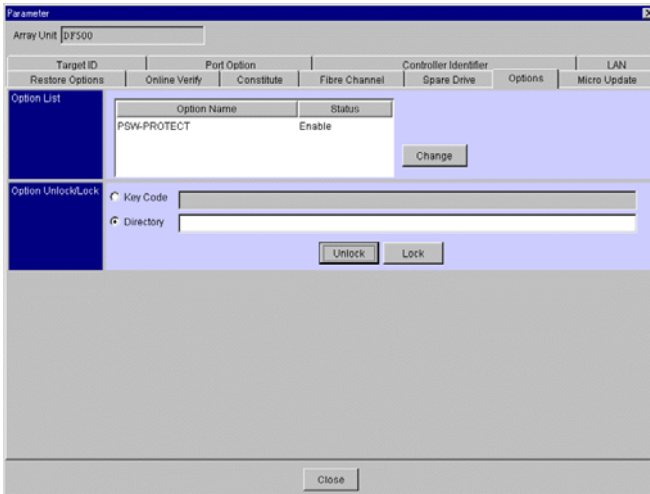 Parameter
Array Unit DF500
Target ID Port Option Controller Identifier LAN
Restore Options Online Verify Constitute Fibre Channel Spare Drive Options Micro Update
Option List
Option Name Status
PSW-PROTECT Enable
Change
Option Unlock/Lock
Key Code
Directory
Unlock Lock
Close